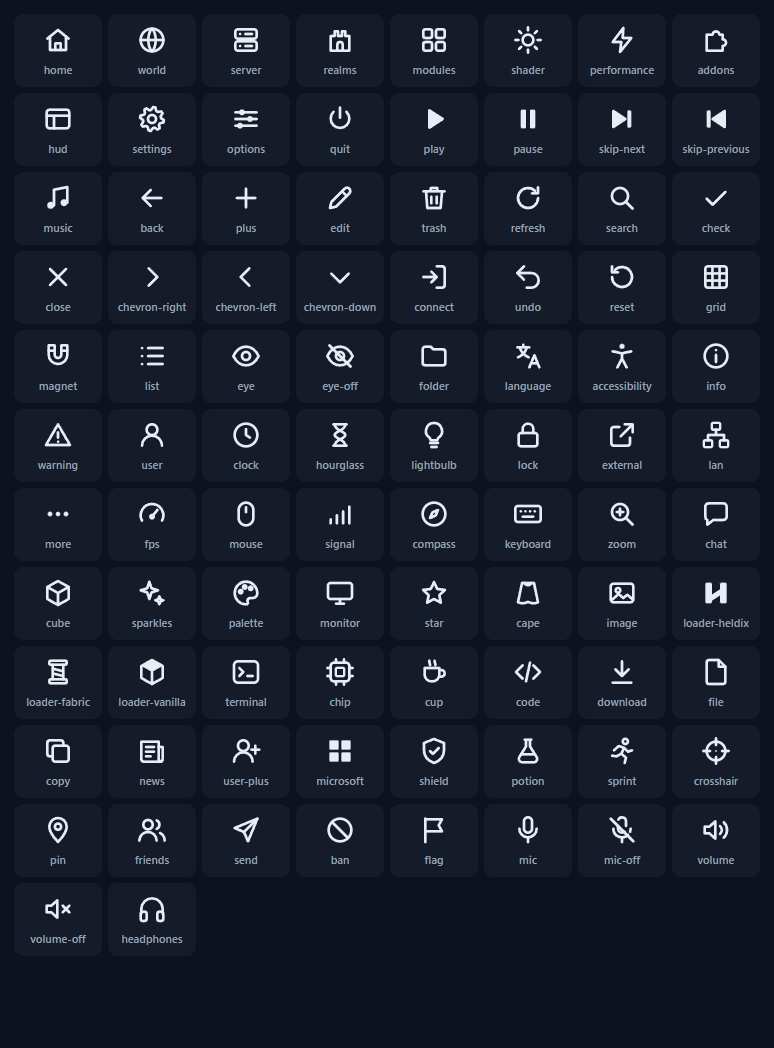 home world server realms modules shader performance addons
hud settings options quit play pause skip-next skip-previous
music back plus edit trash refresh search check
close chevron-right chevron-left chevron-down connect undo reset grid
magnet list eye eye-off folder language accessibility info
warning user clock hourglass lightbulb lock external lan
more fps mouse signal compass keyboard zoom chat
cube sparkles palette monitor star cape image loader-heldix
loader-fabric loader-vanilla terminal chip cup code download file
copy news user-plus microsoft shield potion sprint crosshair
pin friends send ban flag mic mic-off volume
volume-off headphones